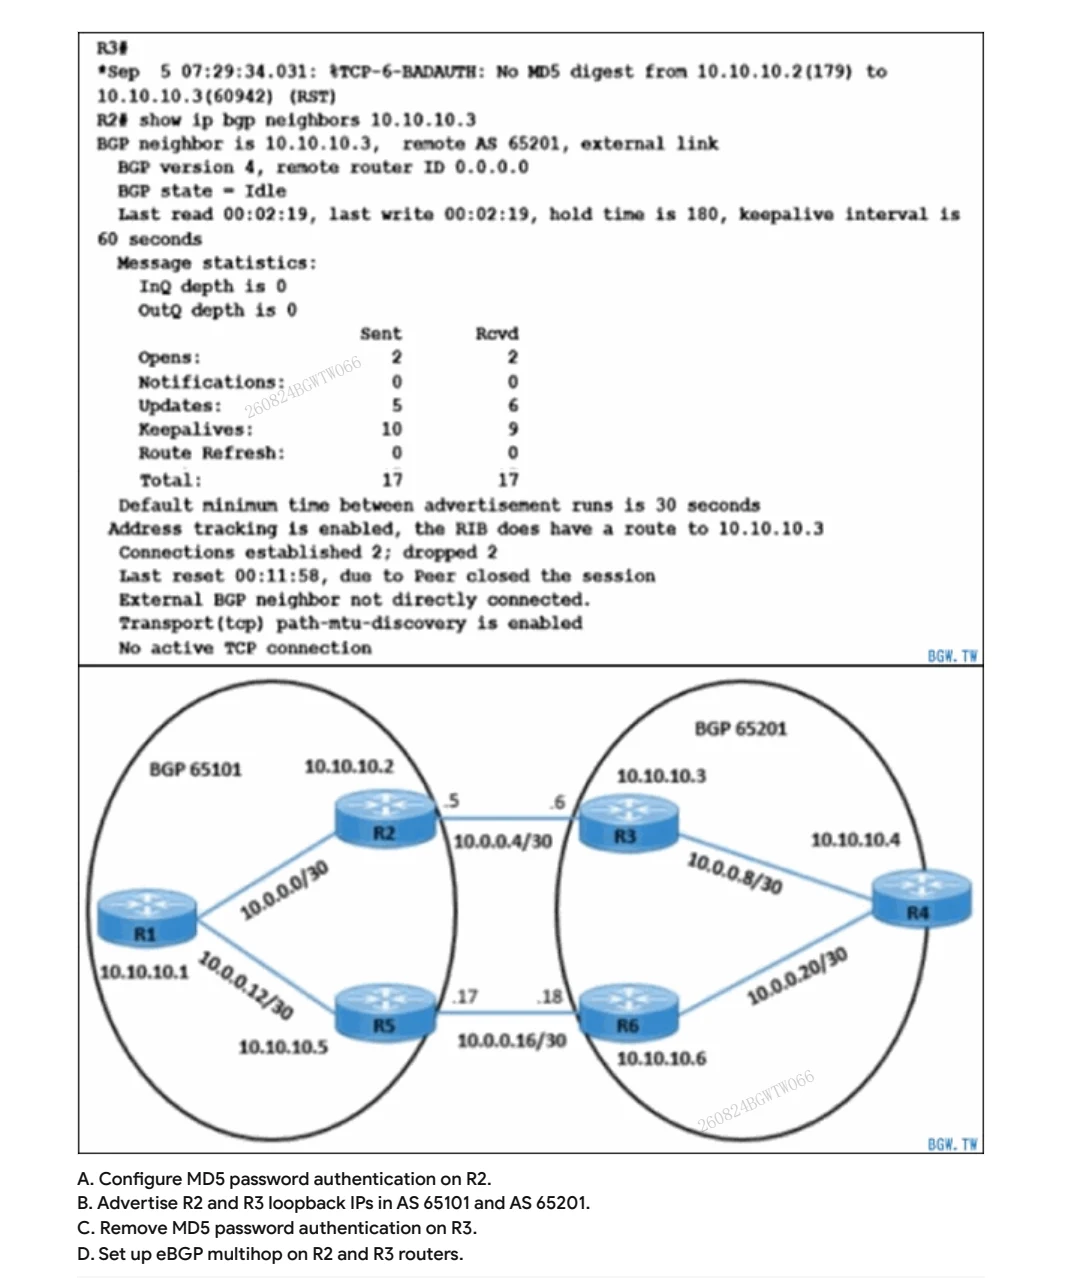 R3#
*Sep 5 07:29:34.031: %TCP-6-BADAUTH: No MD5 digest from 10.10.10.2(179) to
10.10.10.3(60942) (RST)
R2# show ip bgp neighbors 10.10.10.3
BGP neighbor is 10.10.10.3, remote AS 65201, external link
BGP version 4, remote router ID 0.0.0.0
BGP state = Idle
Last read 00:02:19, last write 00:02:19, hold time is 180, keepalive interval is
60 seconds
Message statistics:
InQ depth is 0
OutQ depth is 0
Sent Rcvd
Opens: 2 2
Notifications: 0 0
260824BGWTW066
Updates: 5 6
Keepalives: 10 9
Route Refresh: 0 0
Total: 17 17
Default minimum time between advertisement runs is 30 seconds
Address tracking is enabled, the RIB does have a route to 10.10.10.3
Connections established 2; dropped 2
Last reset 00:11:58, due to Peer closed the session
External BGP neighbor not directly connected.
Transport(tcp) path-mtu-discovery is enabled
No active TCP connection
BGW.TW
BGP 65201
BGP 65101
10.10.10.2
10.10.10.3
.5 .6
R2
R3
10.0.0.4/30
10.10.10.4
10.0.0.0/30
10.0.0.8/30
R4
R1
10.10.10.1
10.0.0.12/30
10.0.0.20/30
.17 .18
R5
R6
10.0.0.16/30
10.10.10.5
10.10.10.6
260824BGWTW066
BGW.TW
A. Configure MD5 password authentication on R2.
B. Advertise R2 and R3 loopback IPs in AS 65101 and AS 65201.
C. Remove MD5 password authentication on R3.
D. Set up eBGP multihop on R2 and R3 routers.